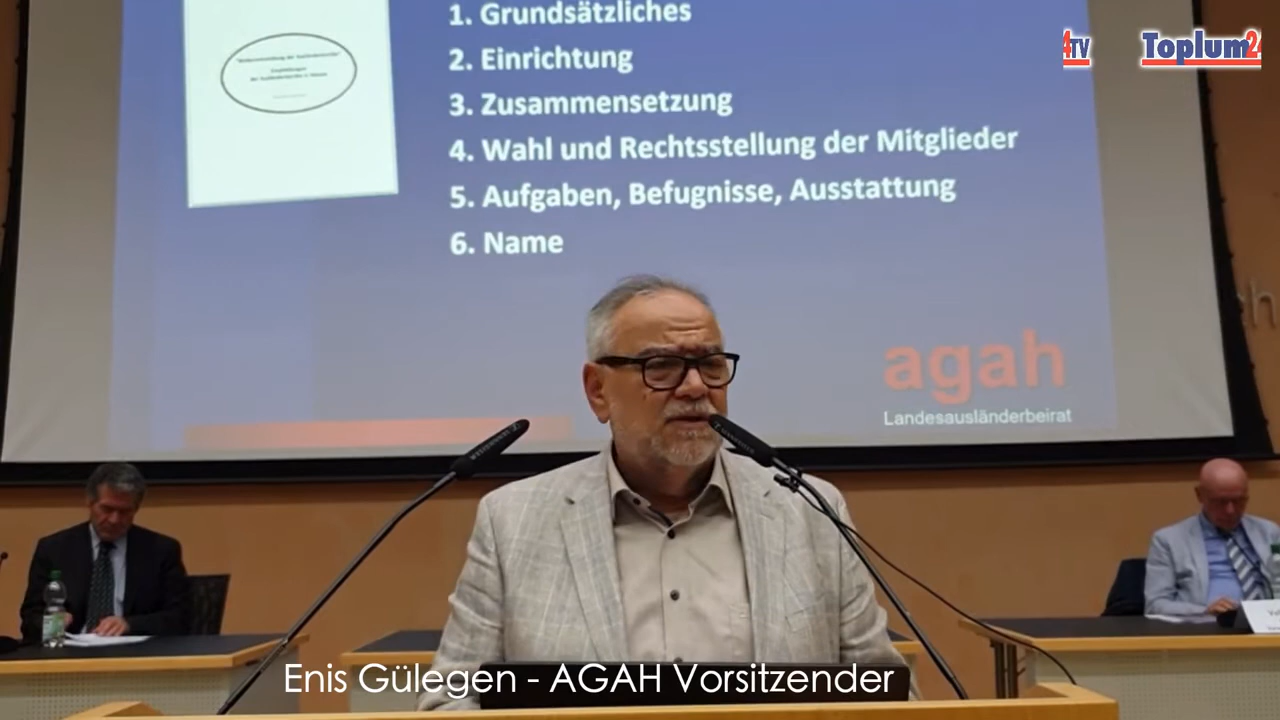 1. Grundsätzliches
2. Einrichtung
3. Zusammensetzung
4. Wahl und Rechtsstellung der Mitglieder
5. Aufgaben, Befugnisse, Ausstattung
6. Name
agah
Landesausländerbeirat
4TV
Toplum24
Enis Gülegen - AGAH Vorsitzender